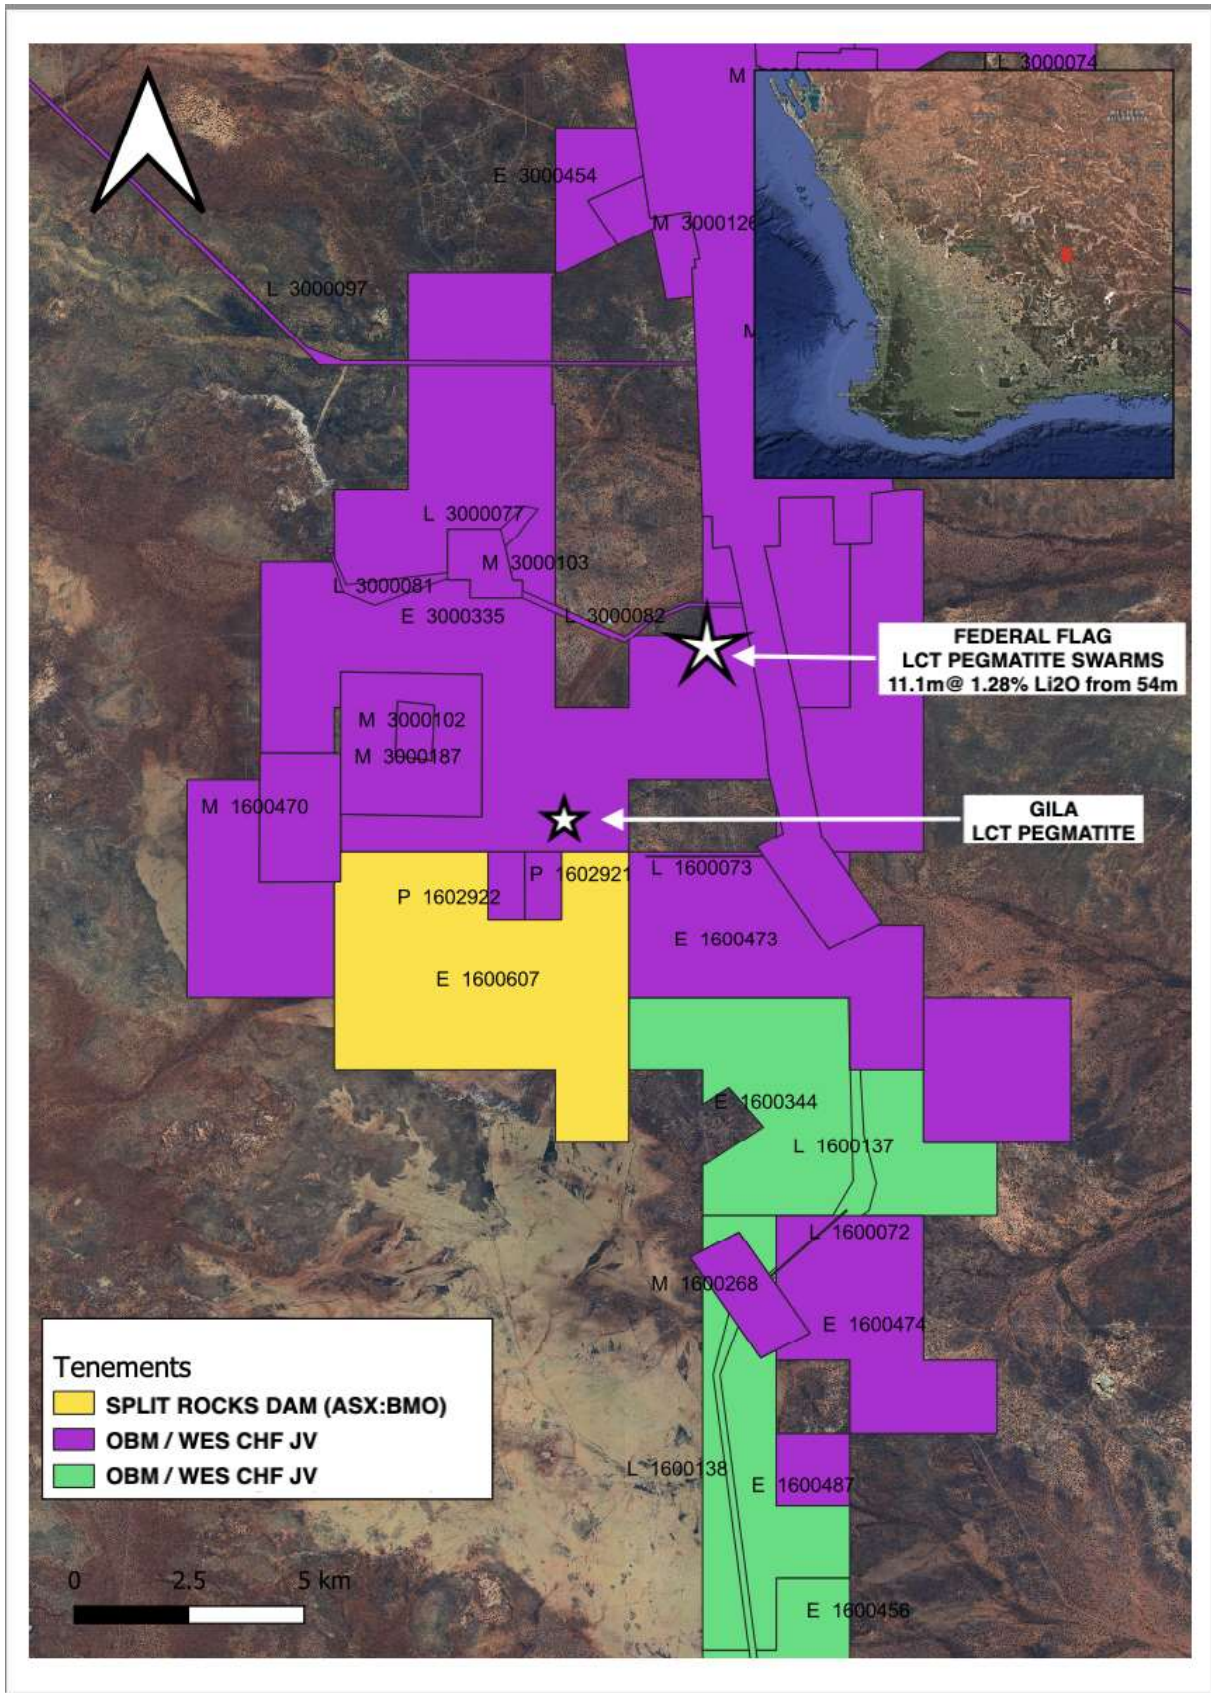 L 3000074
M
E 3000454
M 3000126
L 3000097
M
L 3000077
M 3000103
L 3000081
E 3000335
L 3000082
FEDERAL FLAG
LCT PEGMATITE SWARMS
11.1m@ 1.28% Li2O from 54m
M 3000102
M 3000187
M 1600470
GILA
LCT PEGMATITE
P 1602921
L 1600073
P 1602922
E 1600473
E 1600607
E 1600344
L 1600137
L 1600072
M 1600268
E 1600474
Tenements
SPLIT ROCKS DAM (ASX:BMO)
OBM / WES CHF JV
OBM / WES CHF JV
L 1600138
E 1600487
0 2.5 5 km
E 1600456